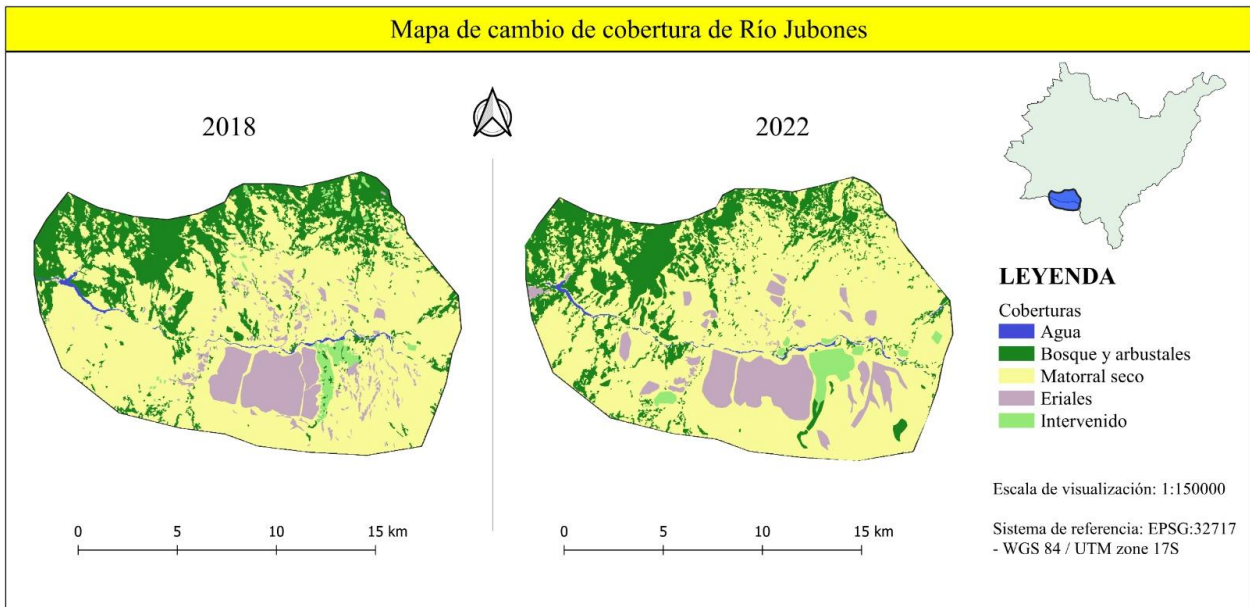 Mapa de cambio de cobertura de Río Jubones
2018
2022
LEYENDA
Coberturas
Agua
Bosque y arbustales
Matorral seco
Eriales
Intervenido
Escala de visualización: 1:150000
Sistema de referencia: EPSG:32717
- WGS 84 / UTM zone 17S
0 5 10 15 km
0 5 10 15 km